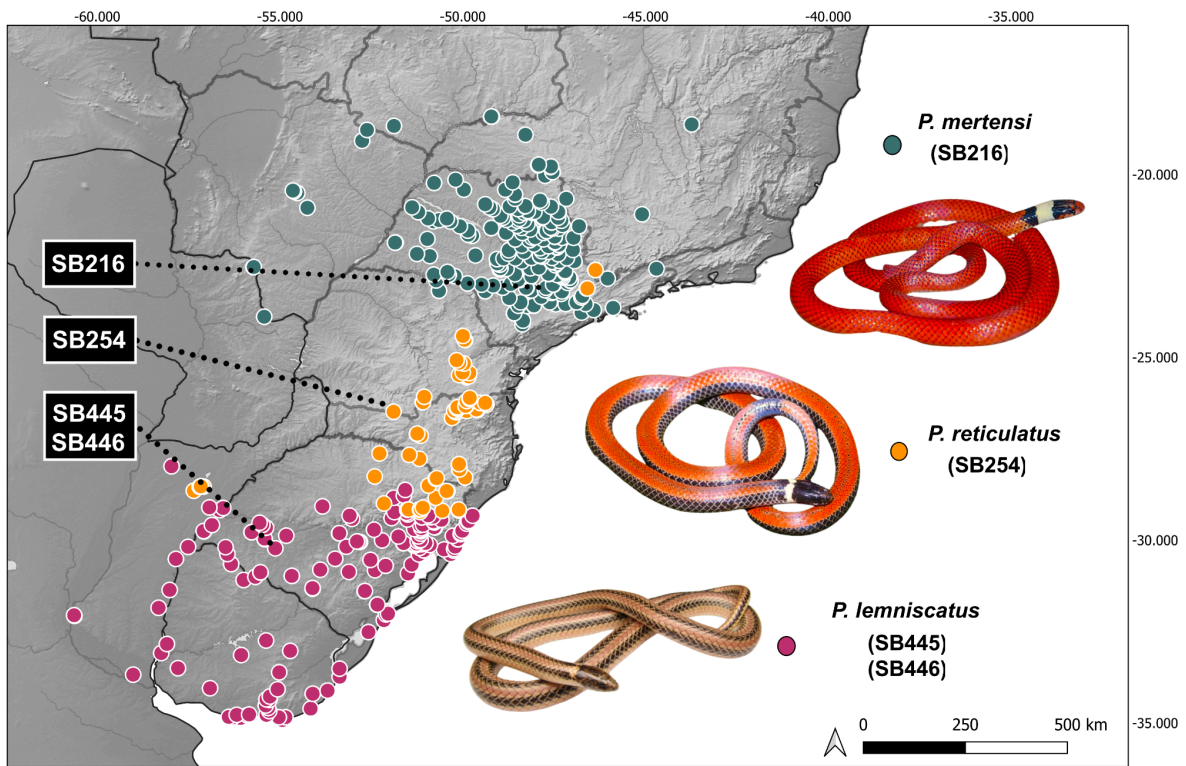 -60.000 -55.000 -50.000 -45.000 -40.000 -35.000
P. mertensi
(SB216)
-20.000
SB216
SB254
-25.000
SB445
SB446
P. reticulatus
(SB254)
-30.000
P. lemniscatus
(SB445)
(SB446)
-35.000
0 250 500 km